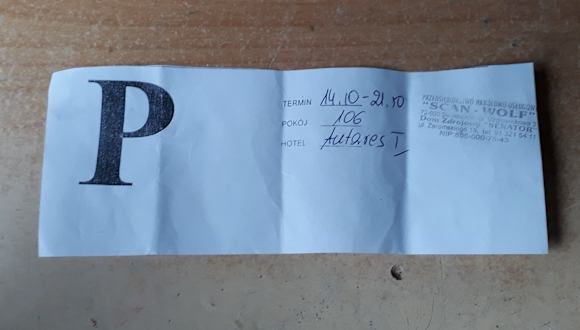 P
TERMIN 14.10 - 21.10
POKÓJ 106
HOTEL Antares I
"SCAN - WOLF"
Dom Zdrojowy "SENATOR"